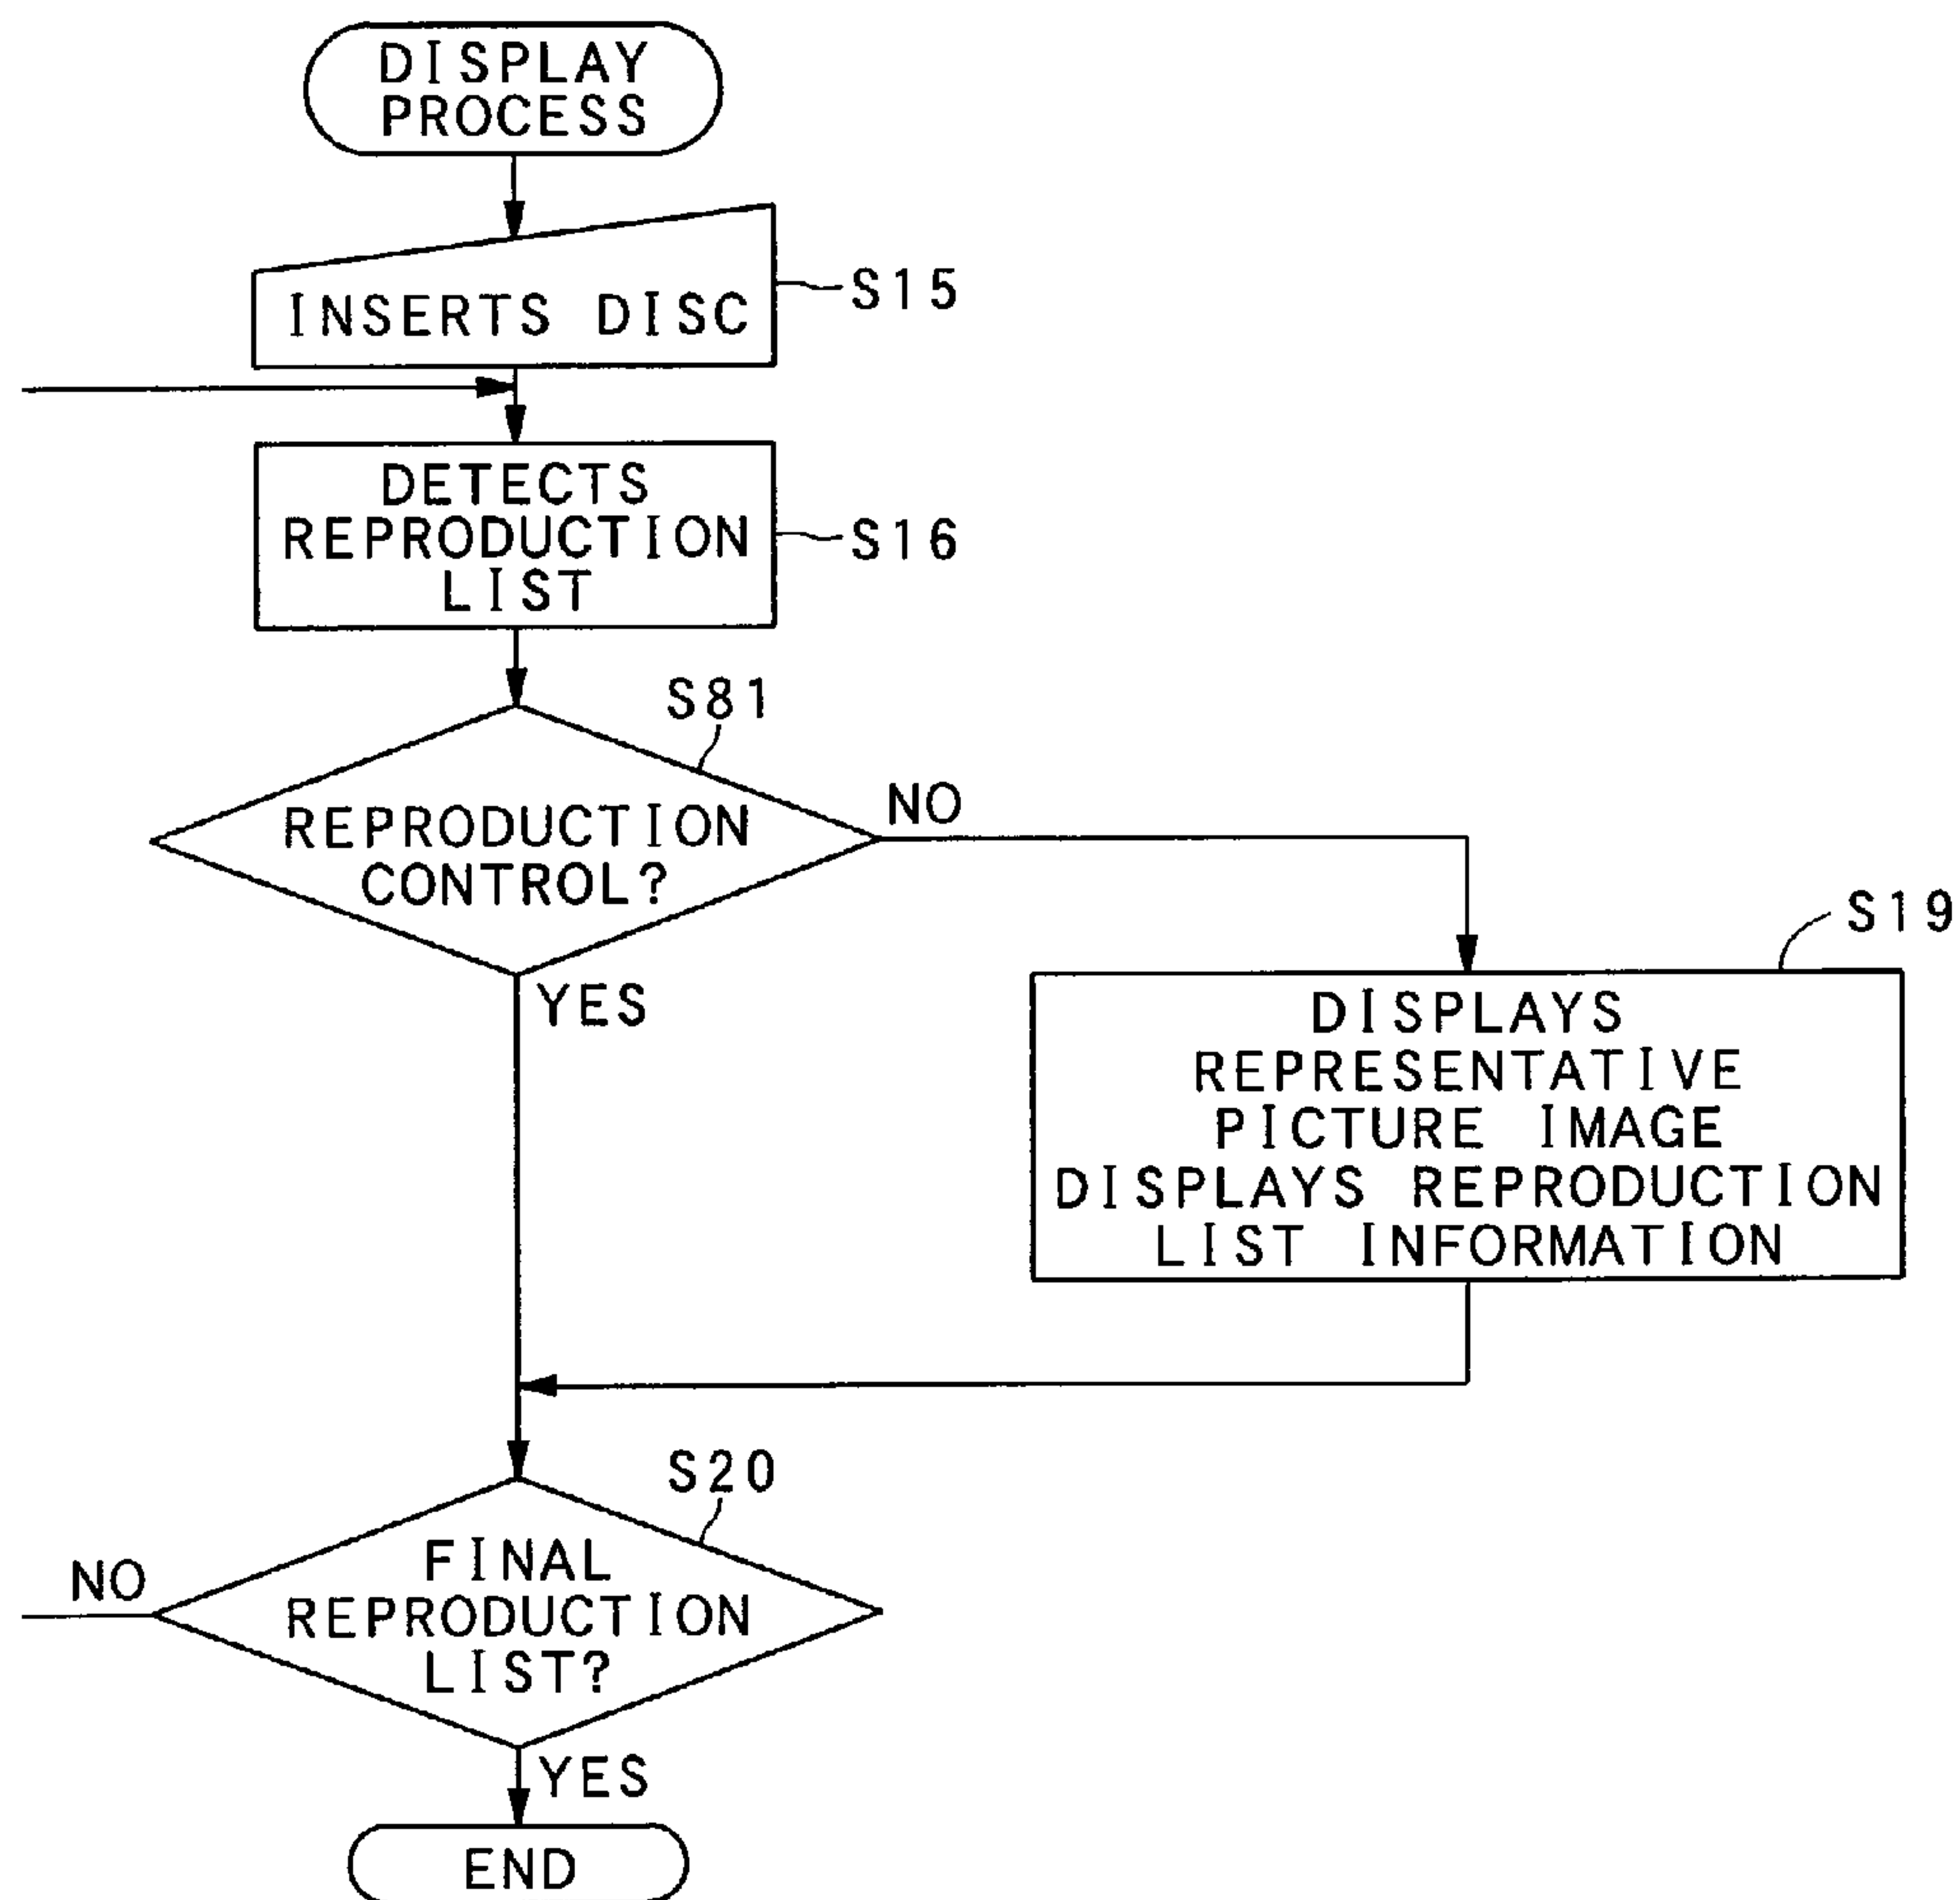 DISPLAY
PROCESS
INSERTS DISC
S15
DETECTS
REPRODUCTION
LIST
S16
S81
REPRODUCTION
CONTROL?
NO
YES
S19
DISPLAYS
REPRESENTATIVE
PICTURE IMAGE
DISPLAYS REPRODUCTION
LIST INFORMATION
S20
FINAL
REPRODUCTION
LIST?
NO
YES
END